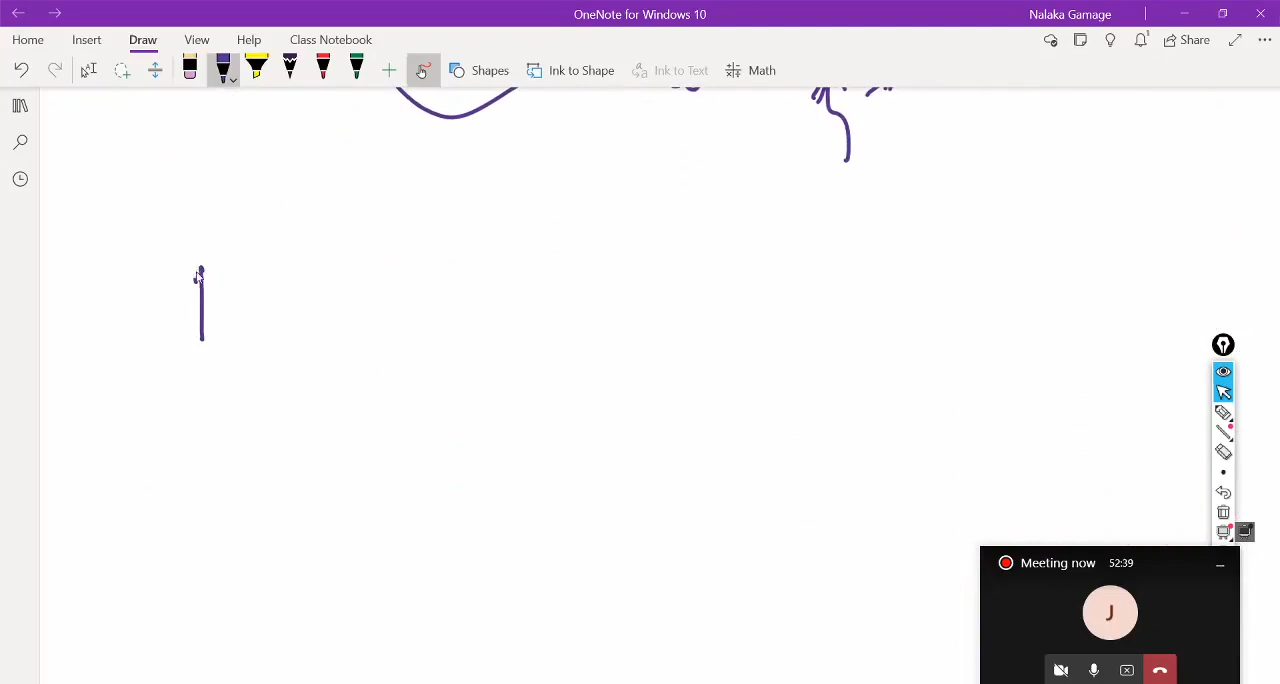 OneNote for Windows 10
Nalaka Gamage
Home Insert Draw View Help Class Notebook
Share
Shapes Ink to Shape Ink to Text Math
Meeting now 52:39
J